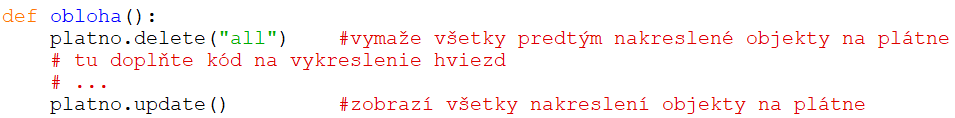 def obloha():
    platno.delete("all")    #vymaže všetky predtým nakreslené objekty na plátne
    # tu doplňte kód na vykreslenie hviezd
    # ...
    platno.update()         #zobrazí všetky nakreslení objekty na plátne